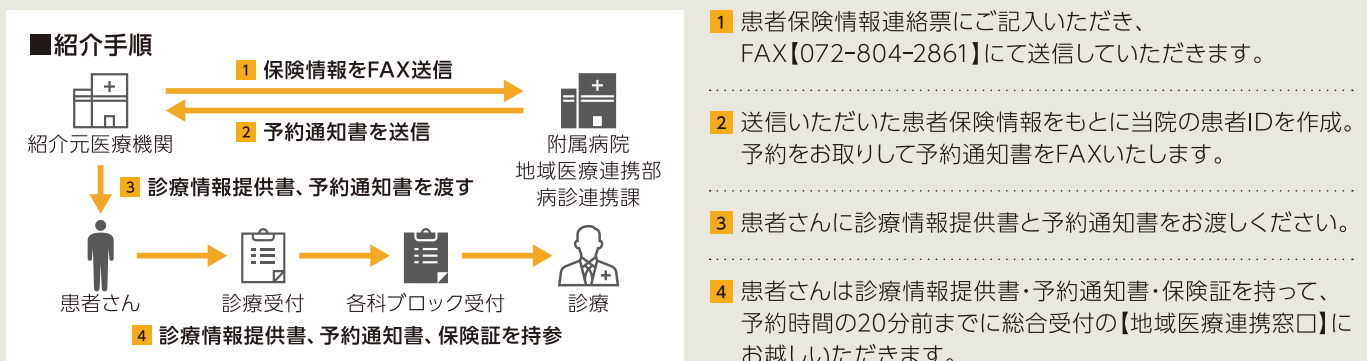 ■紹介手順
1 保険情報をFAX送信
2 予約通知書を送信
紹介元医療機関
附属病院
地域医療連携部
病診連携課
3 診療情報提供書、予約通知書を渡す
患者さん
診療受付
各科ブロック受付
診療
4 診療情報提供書、予約通知書、保険証を持参
1 患者保険情報連絡票にご記入いただき、
FAX【072-804-2861】にて送信していただきます。
2 送信いただいた患者保険情報をもとに当院の患者IDを作成。
予約をお取りして予約通知書をFAXいたします。
3 患者さんに診療情報提供書と予約通知書をお渡しください。
4 患者さんは診療情報提供書・予約通知書・保険証を持って、
予約時間の20分前までに総合受付の【地域医療連携窓口】に
お越しいただきます。